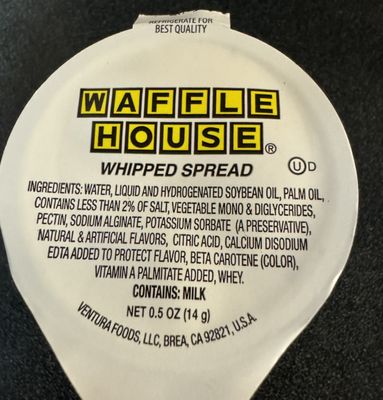 REFRIGERATE FOR
BEST QUALITY
WAFFLE
HOUSE®
WHIPPED SPREAD
U D
INGREDIENTS: WATER, LIQUID AND HYDROGENATED SOYBEAN OIL, PALM OIL,
CONTAINS LESS THAN 2% OF SALT, VEGETABLE MONO & DIGLYCERIDES,
PECTIN, SODIUM ALGINATE, POTASSIUM SORBATE (A PRESERVATIVE),
NATURAL & ARTIFICIAL FLAVORS, CITRIC ACID, CALCIUM DISODIUM
EDTA ADDED TO PROTECT FLAVOR, BETA CAROTENE (COLOR),
VITAMIN A PALMITATE ADDED, WHEY.
CONTAINS: MILK
NET 0.5 OZ (14 g)
VENTURA FOODS, LLC, BREA, CA 92821, U.S.A.